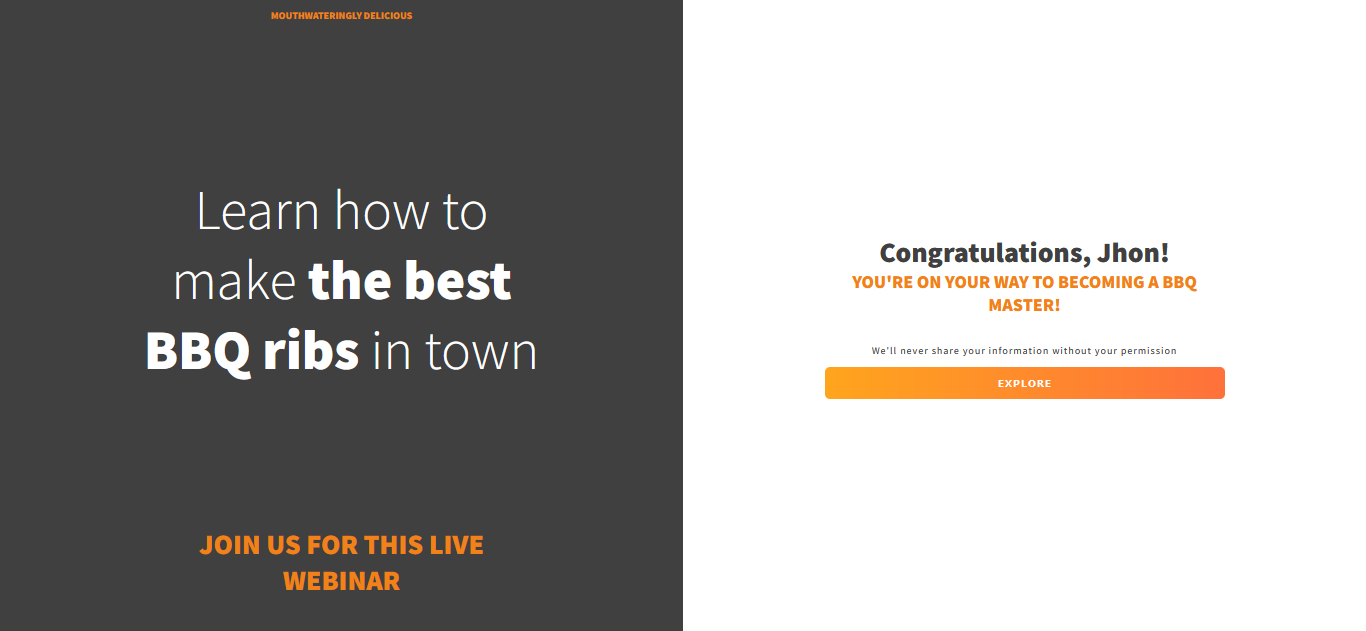 MOUTHWATERINGLY DELICIOUS
Learn how to
make the best
BBQ ribs in town
JOIN US FOR THIS LIVE
WEBINAR
Congratulations, Jhon!
YOU'RE ON YOUR WAY TO BECOMING A BBQ
MASTER!
We'll never share your information without your permission
EXPLORE